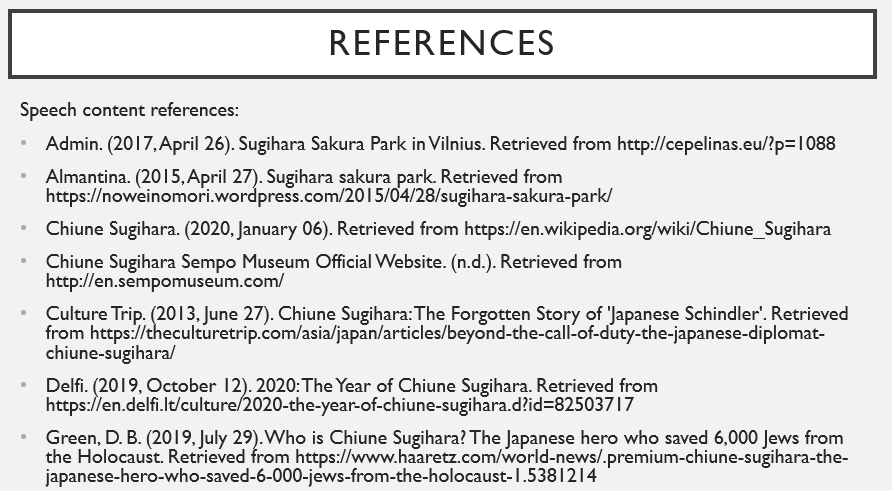 REFERENCES
Speech content references:
• Admin. (2017, April 26). Sugihara Sakura Park in Vilnius. Retrieved from http://cepelinas.eu/?p=1088
• Almantina. (2015, April 27). Sugihara sakura park. Retrieved from
https://noweinomori.wordpress.com/2015/04/28/sugihara-sakura-park/
• Chiune Sugihara. (2020, January 06). Retrieved from https://en.wikipedia.org/wiki/Chiune_Sugihara
• Chiune Sugihara Sempo Museum Official Website. (n.d.). Retrieved from
http://en.sempomuseum.com/
• Culture Trip. (2013, June 27). Chiune Sugihara: The Forgotten Story of 'Japanese Schindler'. Retrieved
from https://theculturetrip.com/asia/japan/articles/beyond-the-call-of-duty-the-japanese-diplomat-
chiune-sugihara/
• Delfi. (2019, October 12). 2020: The Year of Chiune Sugihara. Retrieved from
https://en.delfi.lt/culture/2020-the-year-of-chiune-sugihara.d?id=82503717
• Green, D. B. (2019, July 29). Who is Chiune Sugihara? The Japanese hero who saved 6,000 Jews from
the Holocaust. Retrieved from https://www.haaretz.com/world-news/.premium-chiune-sugihara-the-
japanese-hero-who-saved-6-000-jews-from-the-holocaust-1.5381214